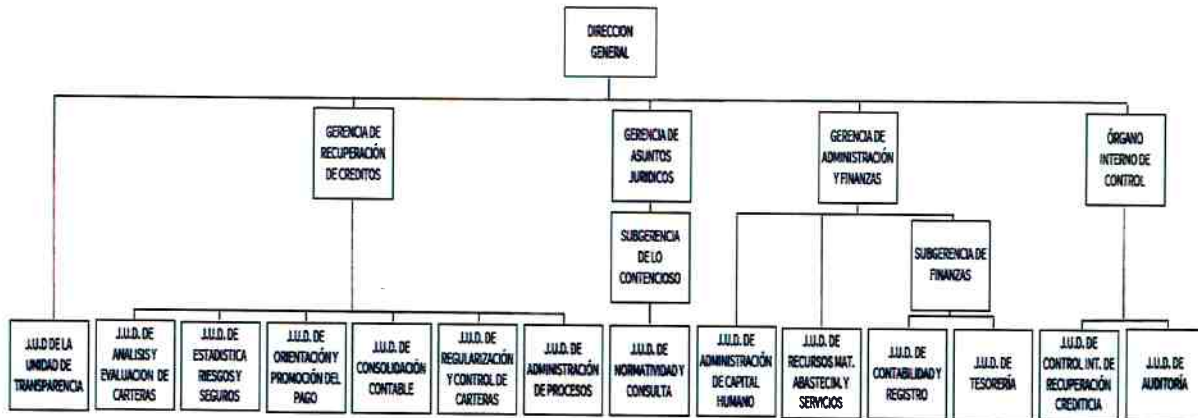 DIRECCION
GENERAL
GERENCIA DE
RECUPERACIÓN
DE CREDITOS
GERENCIA DE
ASUNTOS
JURIDICOS
GERENCIA DE
ADMINISTRACIÓN
Y FINANZAS
ÓRGANO
INTERNO DE
CONTROL
SUBGERENCIA
DE LO
CONTENCIOSO
SUBGERENCIA DE
FINANZAS
J.U.D DE LA
UNIDAD DE
TRANSPARENCIA
J.U.D. DE
ANALISIS Y
EVALUACION DE
CARTERAS
J.U.D. DE
ESTADISTICA
RIESGOS Y
SEGUROS
J.U.D. DE
ORIENTACIÓN Y
PROMOCIÓN DEL
PAGO
J.U.D. DE
CONSOLIDACIÓN
CONTABLE
J.U.D. DE
REGULARIZACIÓN
Y CONTROL DE
CARTERAS
J.U.D. DE
ADMINISTRACIÓN
DE PROCESOS
J.U.D. DE
NORMATIVIDAD Y
CONSULTA
J.U.D. DE
ADMINISTRACIÓN
DE CAPITAL
HUMANO
J.U.D. DE
RECURSOS MAT.
ABASTECIM. Y
SERVICIOS
J.U.D. DE
CONTABILIDAD Y
REGISTRO
J.U.D. DE
TESORERÍA
J.U.D. DE
CONTROL INT. DE
RECUPERACIÓN
CREDITICIA
J.U.D. DE
AUDITORÍA